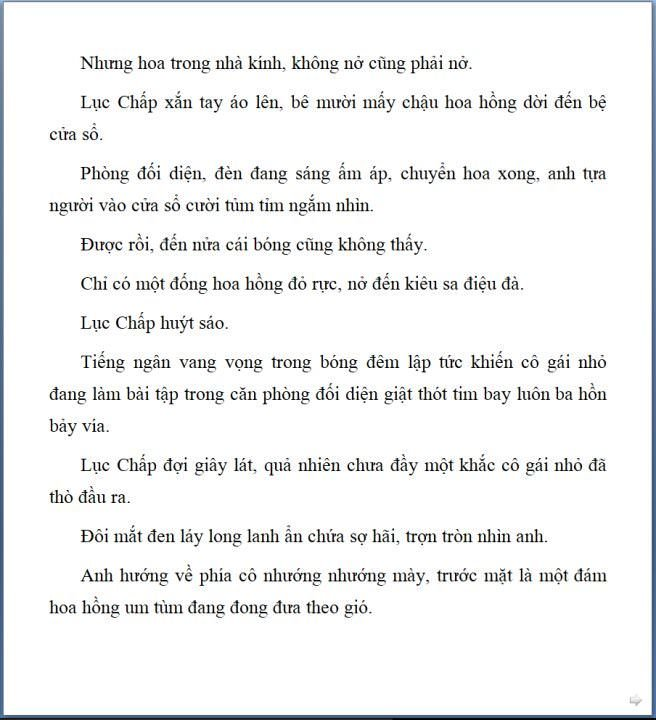 Nhưng hoa trong nhà kính, không nở cũng phải nở.
Lục Chấp xắn tay áo lên, bê mười mấy chậu hoa hồng dời đến bệ
cửa sổ.
Phòng đối diện, đèn đang sáng ấm áp, chuyển hoa xong, anh tựa
người vào cửa sổ cười tủm tỉm ngắm nhìn.
Được rồi, đến nửa cái bóng cũng không thấy.
Chỉ có một đống hoa hồng đỏ rực, nở đến kiêu sa điệu đà.
Lục Chấp huýt sáo.
Tiếng ngân vang vọng trong bóng đêm lập tức khiến cô gái nhỏ
đang làm bài tập trong căn phòng đối diện giật thót tim bay luôn ba hồn
bảy vía.
Lục Chấp đợi giây lát, quả nhiên chưa đầy một khắc cô gái nhỏ đã
thò đầu ra.
Đôi mắt đen láy long lanh ẩn chứa sợ hãi, trợn tròn nhìn anh.
Anh hướng về phía cô nhướng nhướng mày, trước mặt là một đám
hoa hồng um tùm đang đong đưa theo gió.